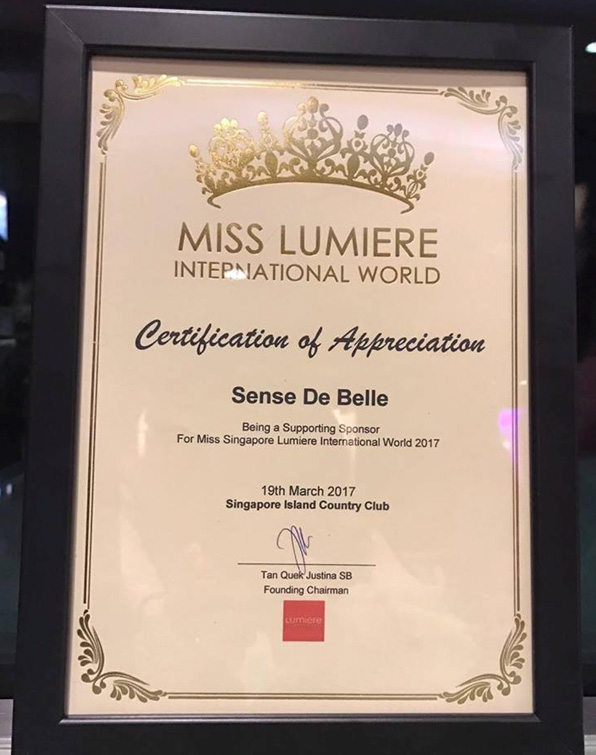 MISS LUMIERE
INTERNATIONAL WORLD
Certification of Appreciation
Sense De Belle
Being a Supporting Sponsor
For Miss Singapore Lumiere International World 2017
19th March 2017
Singapore Island Country Club
Tan Quek Justina SB
Founding Chairman
Lumiere